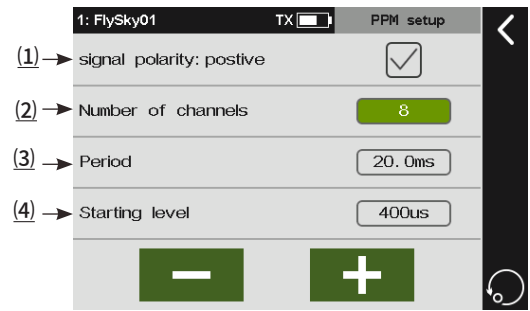 1: FlySky01 TX PPM setup
(1) signal polarity: postive
(2) Number of channels 8
(3) Period 20.0ms
(4) Starting level 400us
− +